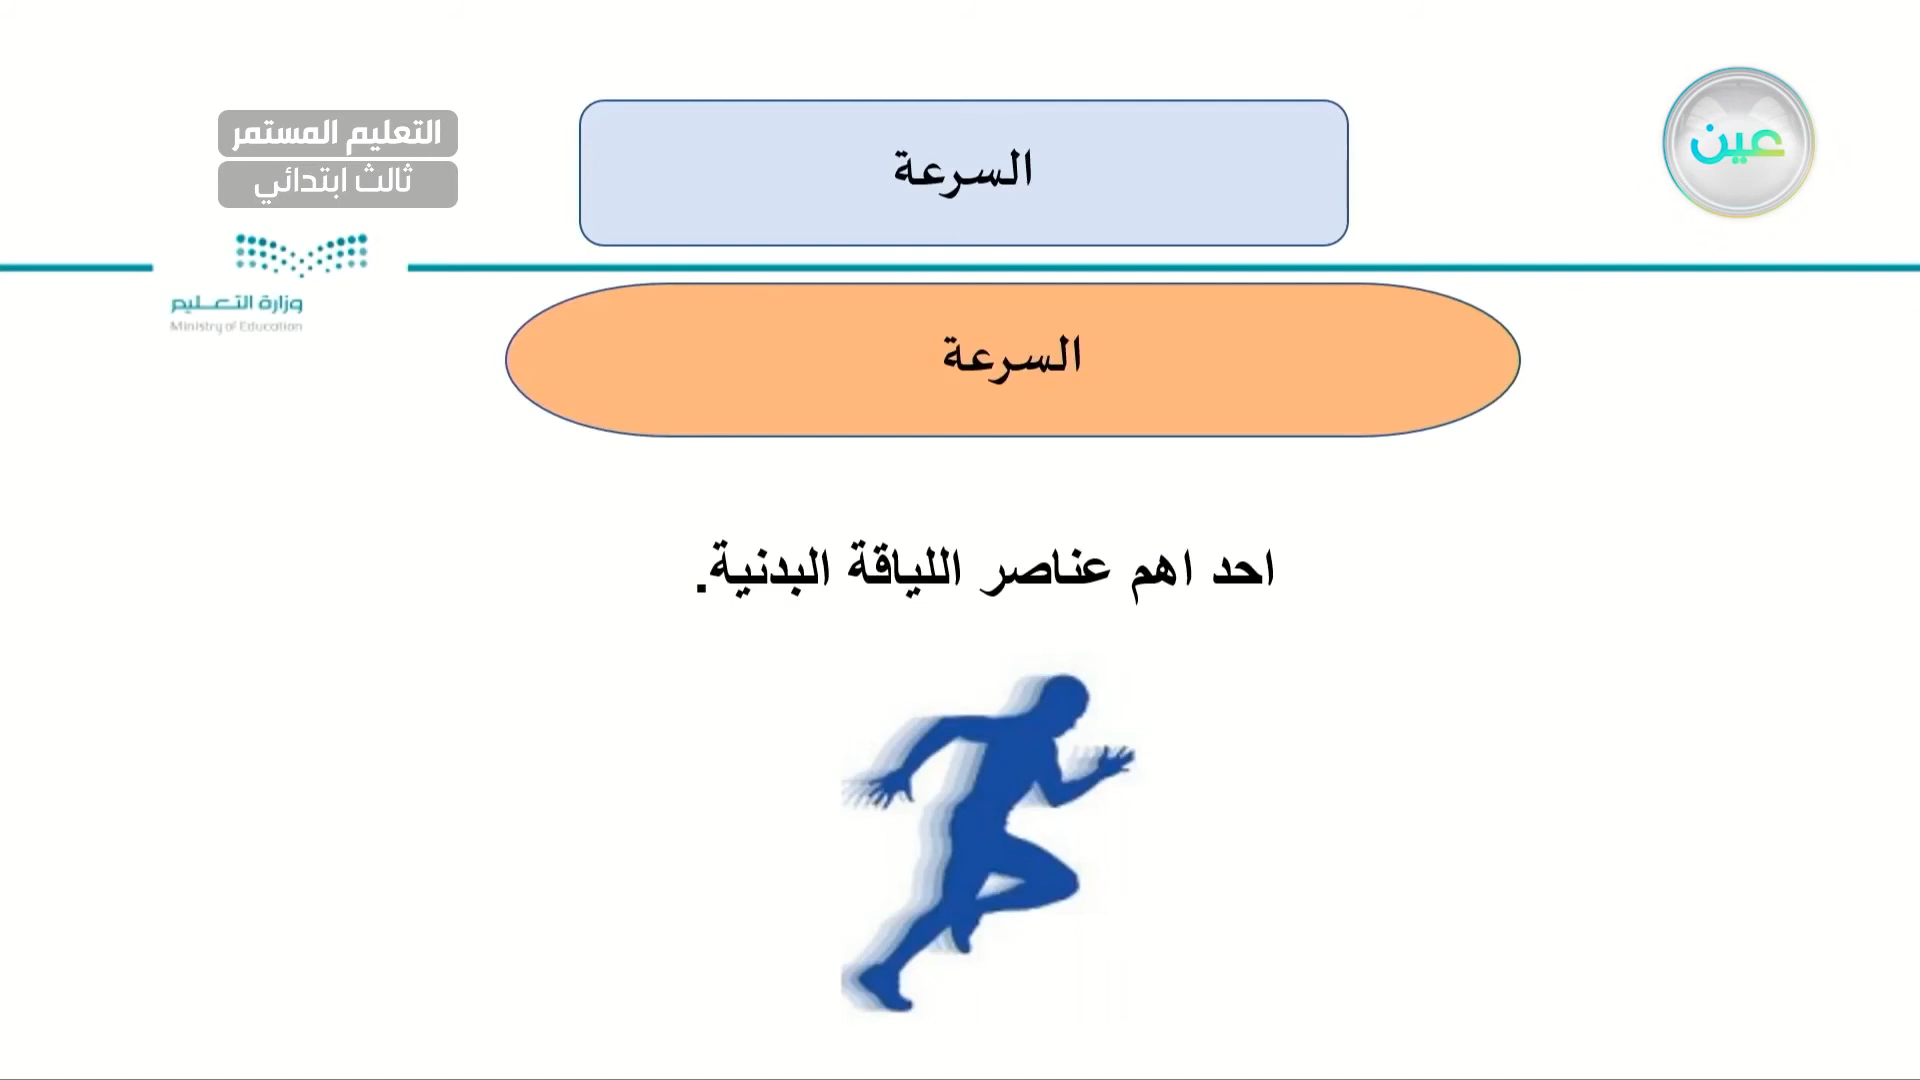 عين
السرعة
التعليم المستمر
ثالث ابتدائي
وزارة التعليم
Ministry of Education
السرعة
احد اهم عناصر اللياقة البدنية.